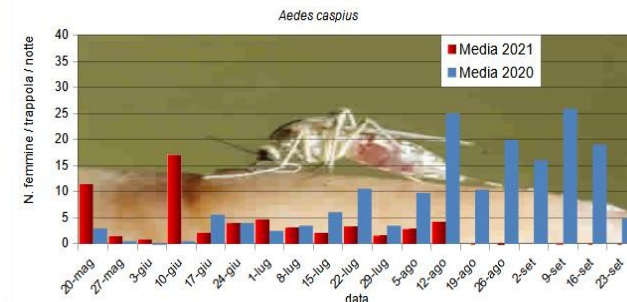 Aedes caspius
40
35
30
25
20
15
10
5
0
N. femmine / trappola / notte
Media 2021
Media 2020
20-mag
27-mag
3-giu
10-giu
17-giu
24-giu
1-lug
8-lug
15-lug
22-lug
29-lug
5-ago
12-ago
19-ago
26-ago
2-set
9-set
16-set
23-set
data